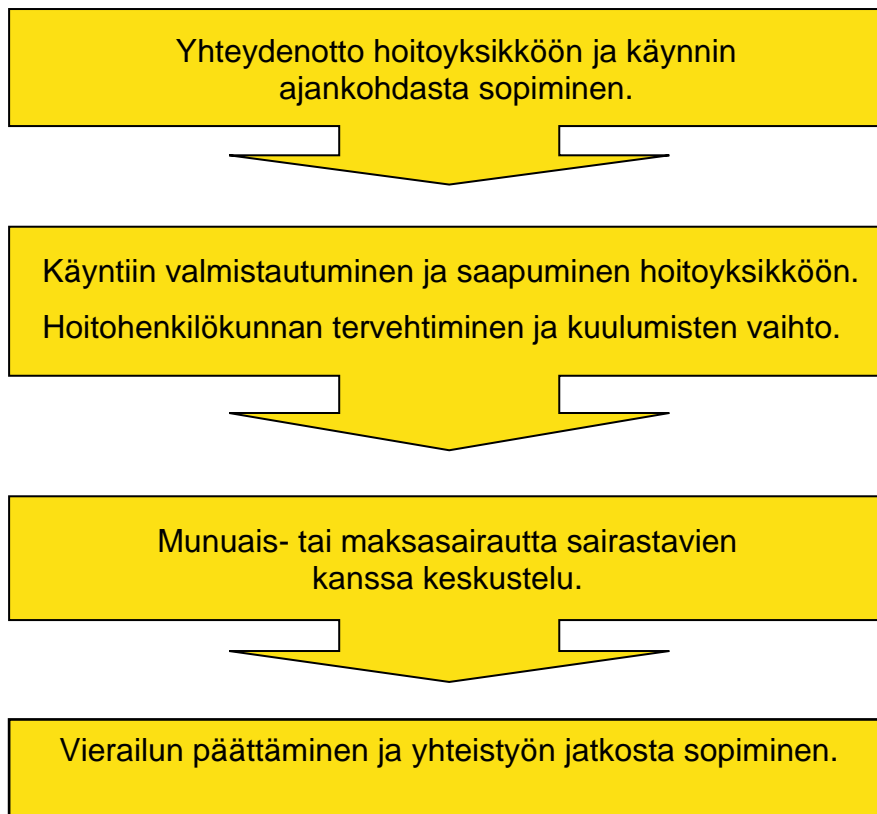 Yhteydenotto hoitoyksikköön ja käynnin
ajankohdasta sopiminen.
Käyntiin valmistautuminen ja saapuminen hoitoyksikköön.
Hoitohenkilökunnan tervehtiminen ja kuulumisten vaihto.
Munuais- tai maksasairautta sairastavien
kanssa keskustelu.
Vierailun päättäminen ja yhteistyön jatkosta sopiminen.